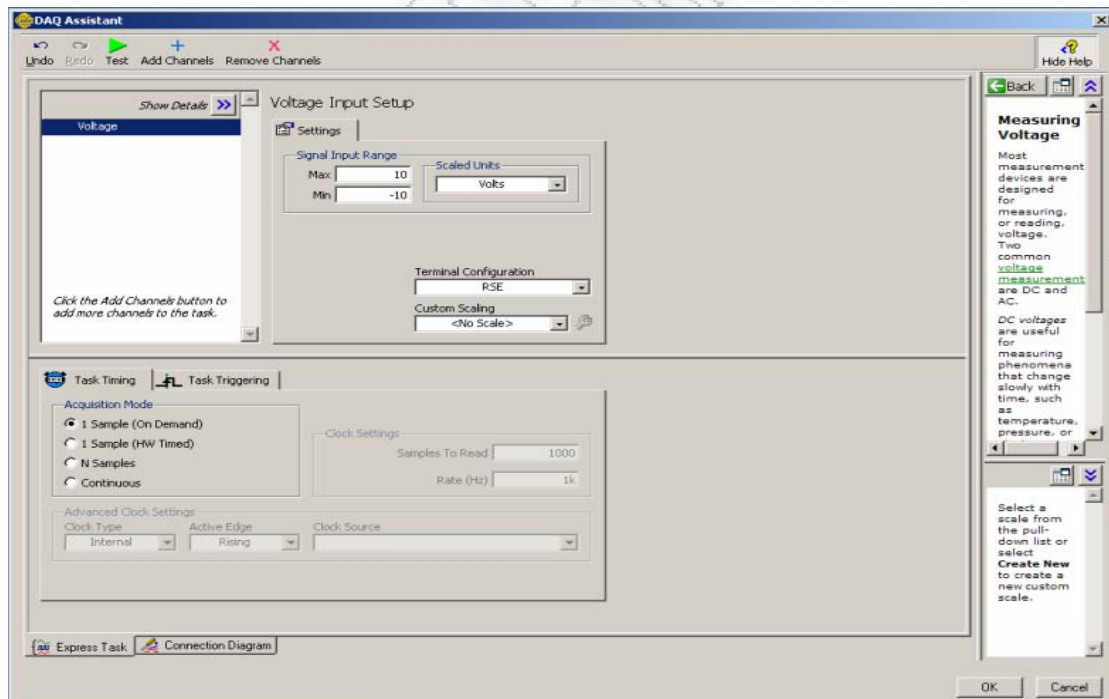 DAQ Assistant
Undo Redo Test Add Channels Remove Channels
Hide Help
Show Details
Voltage
Click the Add Channels button to
add more channels to the task.
Voltage Input Setup
Settings
Signal Input Range
Max 10
Min -10
Scaled Units
Volts
Terminal Configuration
RSE
Custom Scaling
<No Scale>
Task Timing Task Triggering
Acquisition Mode
1 Sample (On Demand)
1 Sample (HW Timed)
N Samples
Continuous
Clock Settings
Samples To Read 1000
Rate (Hz) 1k
Advanced Clock Settings
Clock Type Active Edge Clock Source
Internal Rising
Express Task Connection Diagram
Back
Measuring
Voltage
Most
measurement
devices are
designed
for
measuring,
or reading,
voltage.
Two
common
voltage
measurement
are DC and
AC.
DC voltages
are useful
for
measuring
phenomena
that change
slowly with
time, such
as
temperature,
pressure, or
Select a
scale from
the pull-
down list or
select
Create New
to create a
new custom
scale.
OK Cancel